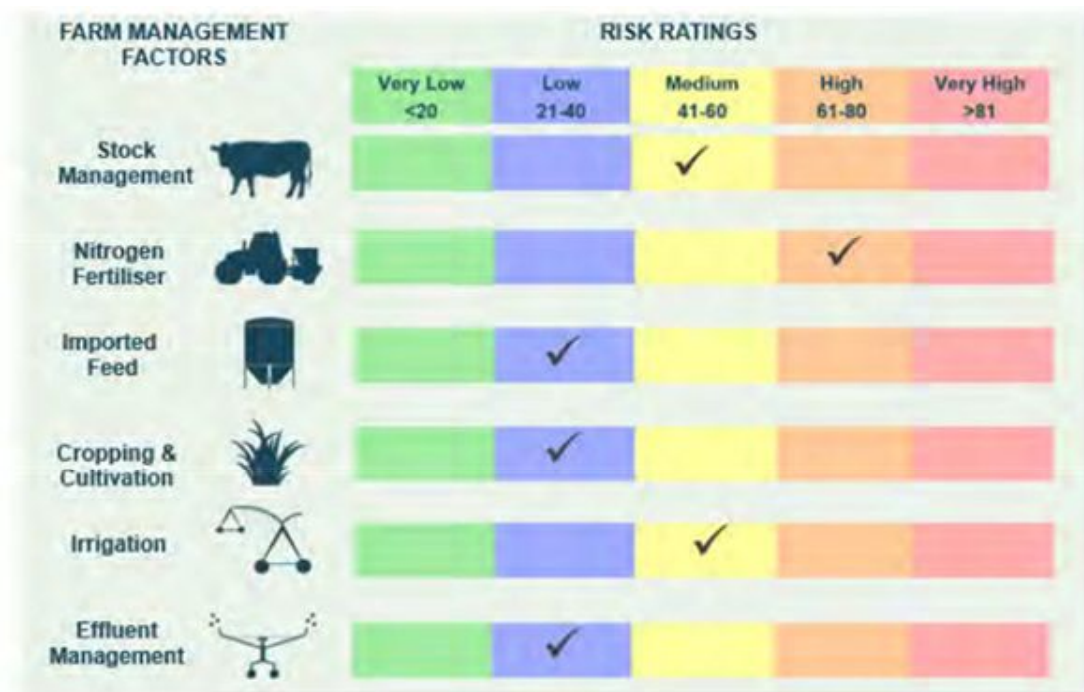 FARM MANAGEMENT
FACTORS
RISK RATINGS
Very Low
<20
Low
21-40
Medium
41-60
High
61-80
Very High
>81
Stock
Management
Nitrogen
Fertiliser
Imported
Feed
Cropping &
Cultivation
Irrigation
Effluent
Management